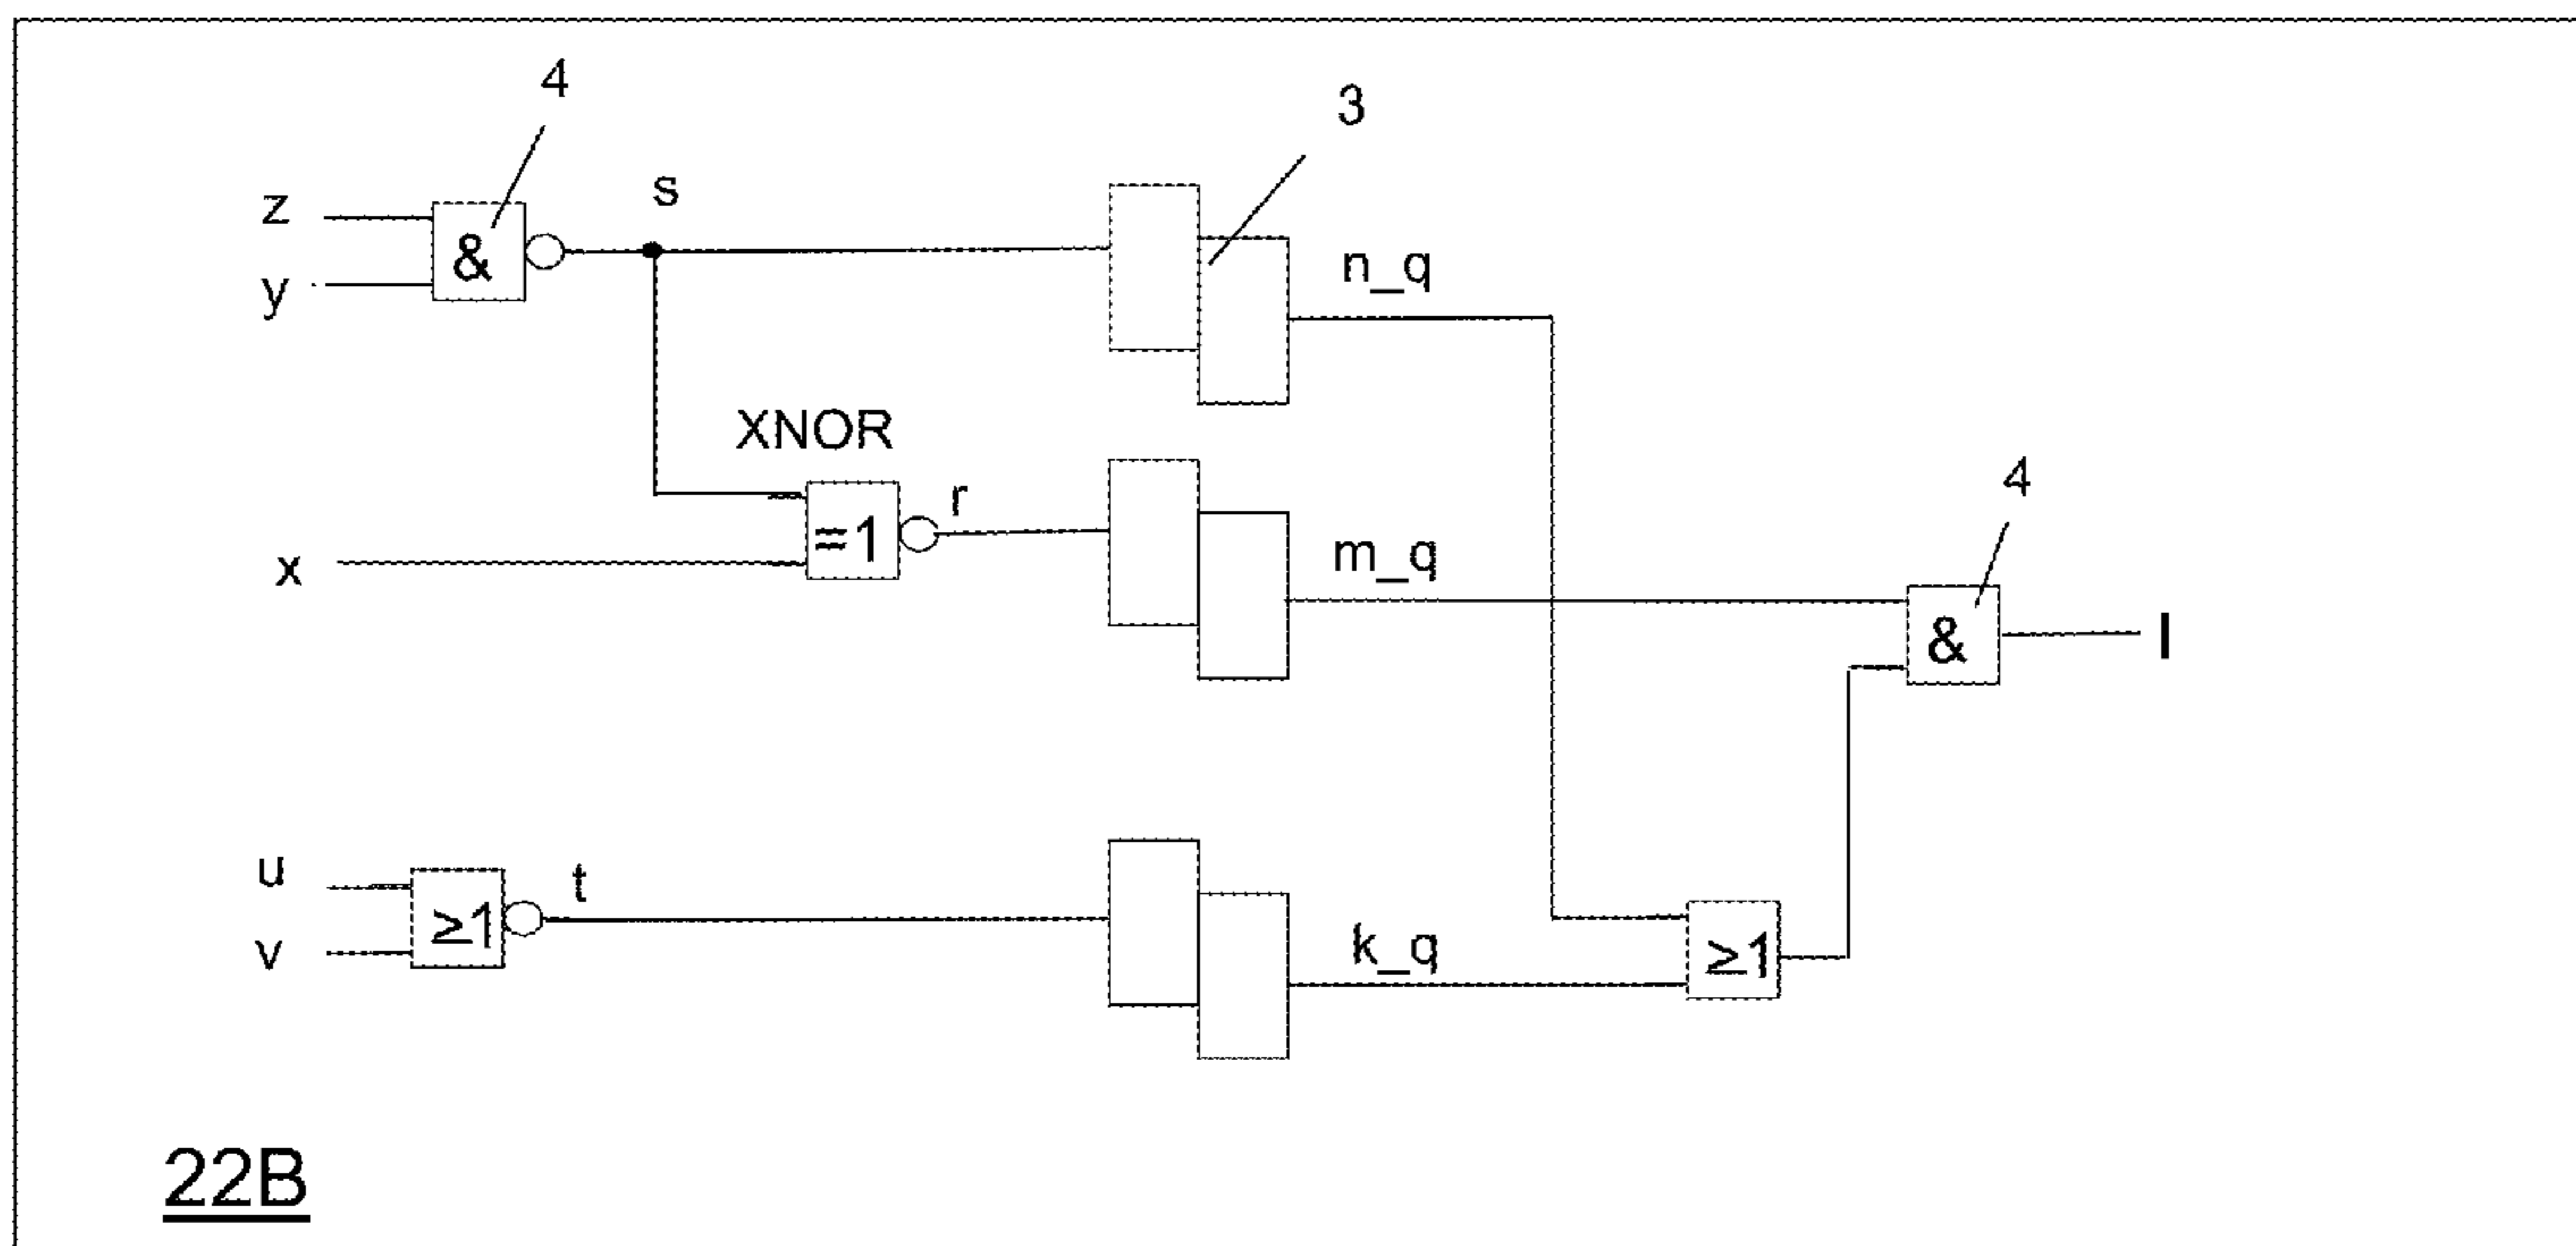 4
3
z
s
y
&
n_q
XNOR
r
=1
x
m_q
4
&
l
u
t
≥1
v
k_q
≥1
22B